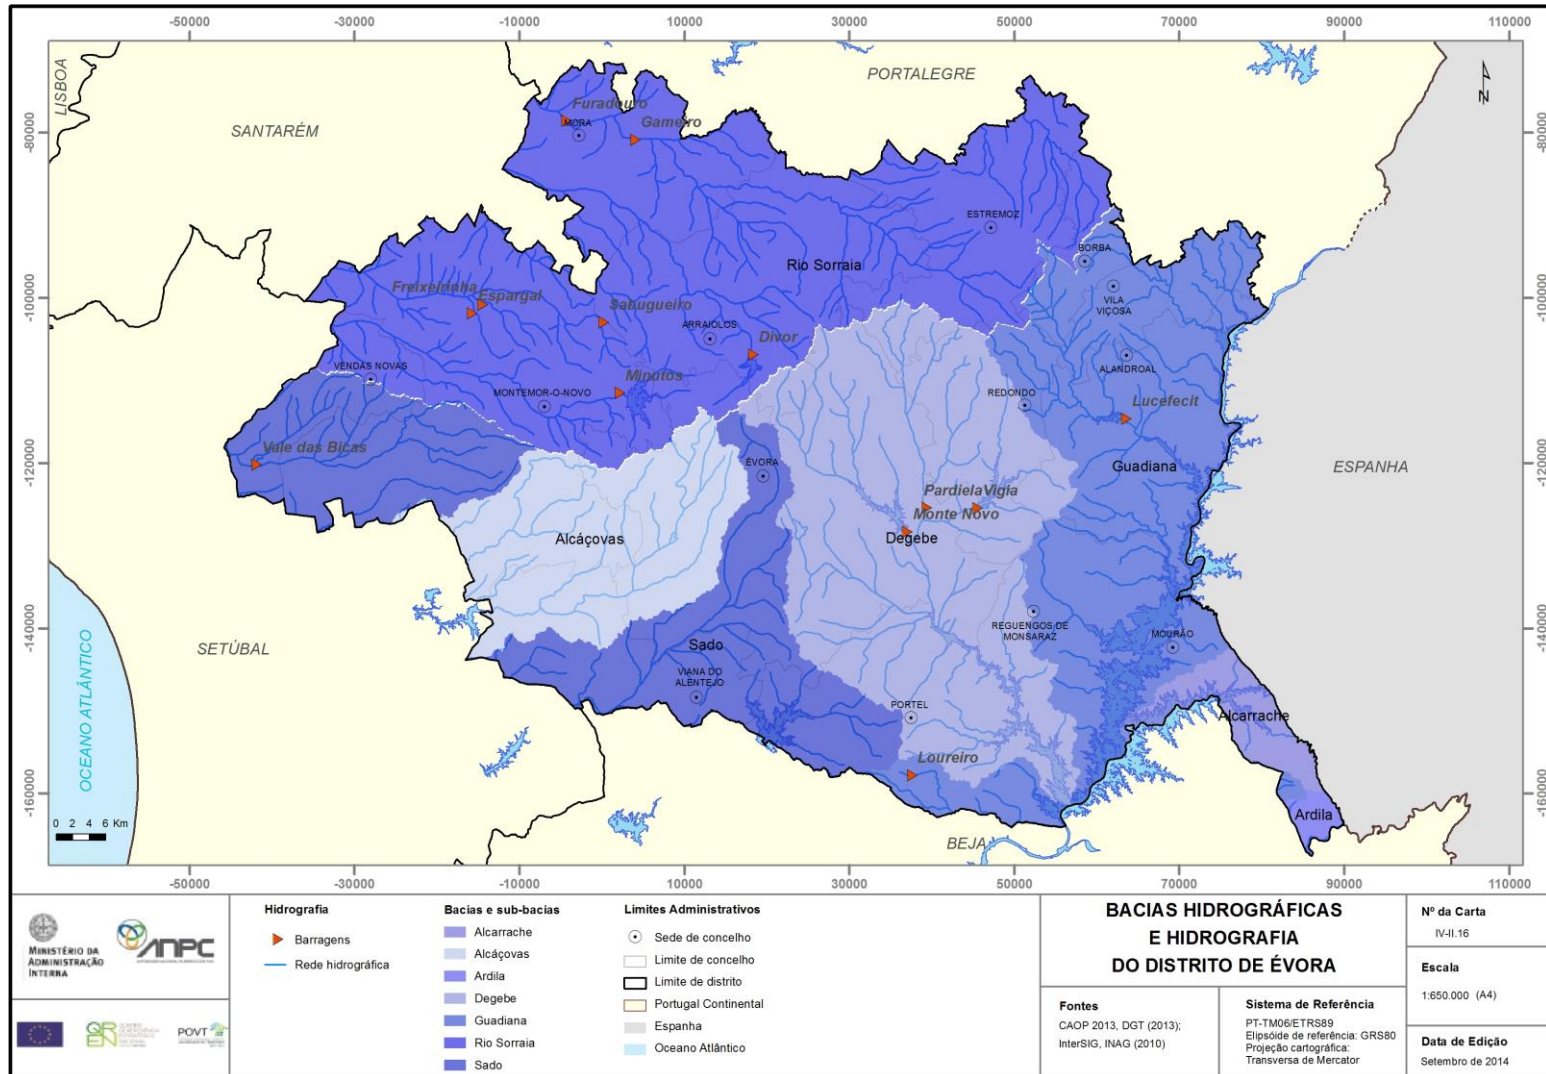 -50000 -30000 -10000 10000 30000 50000 70000 90000 110000
-80000
-100000
-120000
-140000
-160000
-80000
-100000
-120000
-140000
-160000
LISBOA
SANTARÉM
PORTALEGRE
N
Furadouro
MORA
Gameiro
ESTREMOZ
BORBA
Rio Sorraia
Freixeirinha
Espargal
Sabugueiro
VILA
VIÇOSA
ARRAIOLOS
Divor
VENDAS NOVAS
ALANDROAL
MONTEMOR-O-NOVO
Minutos
REDONDO
Lucefecit
Vale das Bicas
ÉVORA
Guadiana
ESPANHA
Pardiela
Vigia
Monte Novo
Alcáçovas
Degebe
REGUENGOS DE
MONSARAZ
MOURÃO
SETÚBAL
Sado
VIANA DO
ALENTEJO
PORTEL
Alcarrache
OCEANO ATLÂNTICO
Loureiro
Ardila
BEJA
0 2 4 6 Km
-50000 -30000 -10000 10000 30000 50000 70000 90000 110000
MINISTÉRIO DA
ADMINISTRAÇÃO
INTERNA
ANPC
QREN
POVT
Hidrografia
Barragens
Rede hidrográfica
Bacias e sub-bacias
Alcarrache
Alcáçovas
Ardila
Degebe
Guadiana
Rio Sorraia
Sado
Limites Administrativos
Sede de concelho
Limite de concelho
Limite de distrito
Portugal Continental
Espanha
Oceano Atlântico
BACIAS HIDROGRÁFICAS
E HIDROGRAFIA
DO DISTRITO DE ÉVORA
Fontes
CAOP 2013, DGT (2013);
InterSIG, INAG (2010)
Sistema de Referência
PT-TM06/ETRS89
Elipsóide de referência: GRS80
Projeção cartográfica:
Transversa de Mercator
Nº da Carta
IV-II.16
Escala
1:650.000 (A4)
Data de Edição
Setembro de 2014